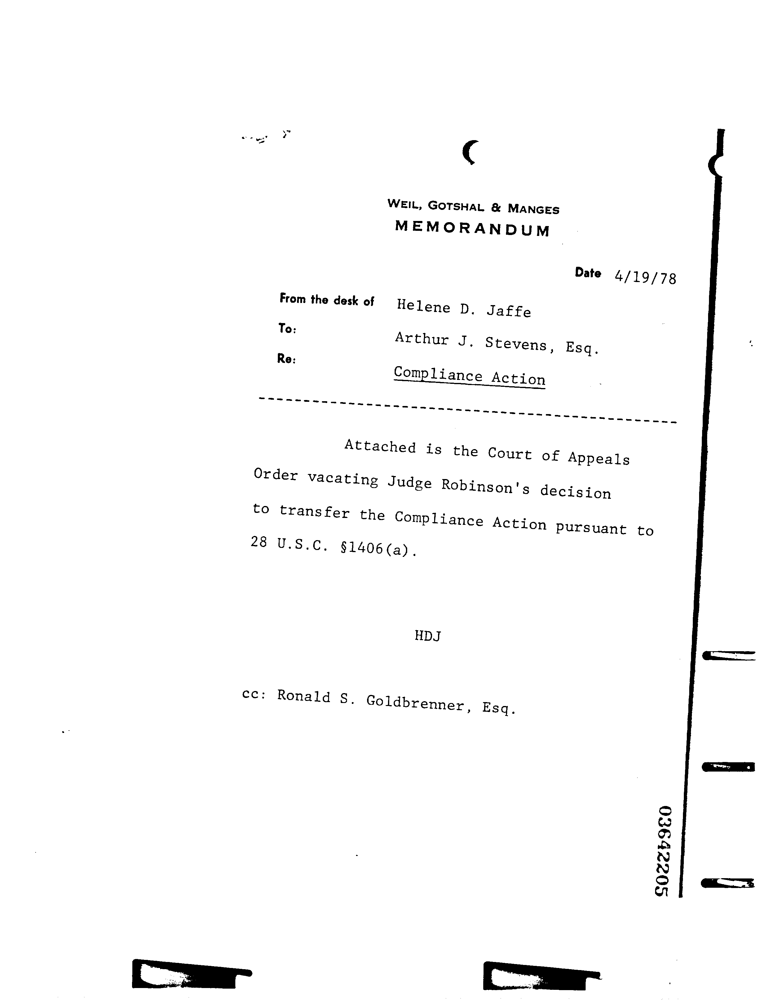 WEIL, GOTSHAL & MANGES
MEMORANDUM
Date 4/19/78
From the desk of Helene D. Jaffe
To: Arthur J. Stevens, Esq.
Re: Compliance Action
-----------------------------------------------
Attached is the Court of Appeals
Order vacating Judge Robinson's decision
to transfer the Compliance Action pursuant to
28 U.S.C. §1406(a).
HDJ
cc: Ronald S. Goldbrenner, Esq.
03642205